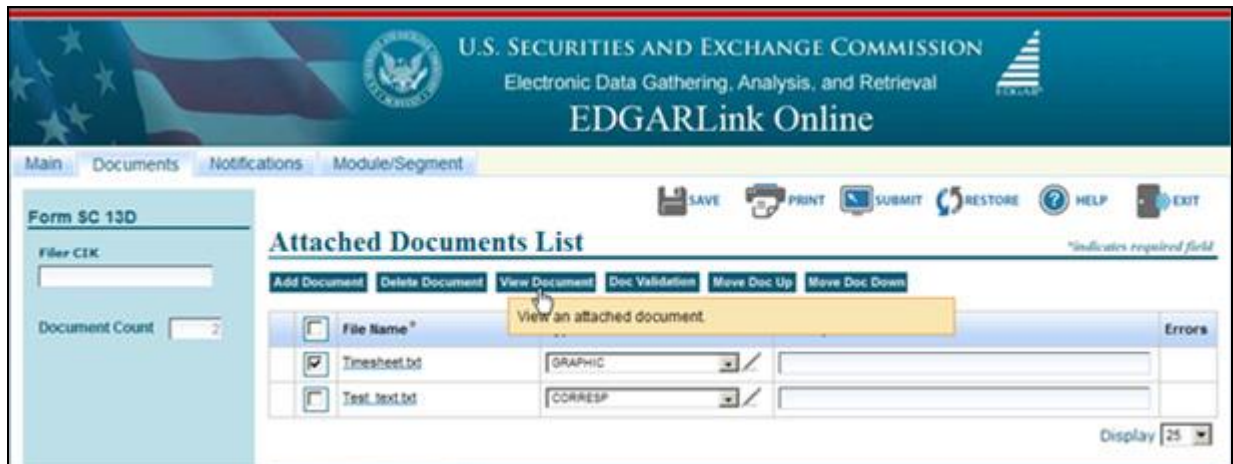 U.S. SECURITIES AND EXCHANGE COMMISSION
Electronic Data Gathering, Analysis, and Retrieval
EDGAR
EDGARLink Online
Main Documents Notifications Module/Segment
SAVE PRINT SUBMIT RESTORE HELP EXIT
Form SC 13D
Attached Documents List
*indicates required field
Filer CIK
Add Document Delete Document View Document Doc Validation Move Doc Up Move Doc Down
View an attached document.
Document Count 2
File Name* Errors
Timesheet.txt GRAPHIC
Test_text.txt CORRESP
Display 25